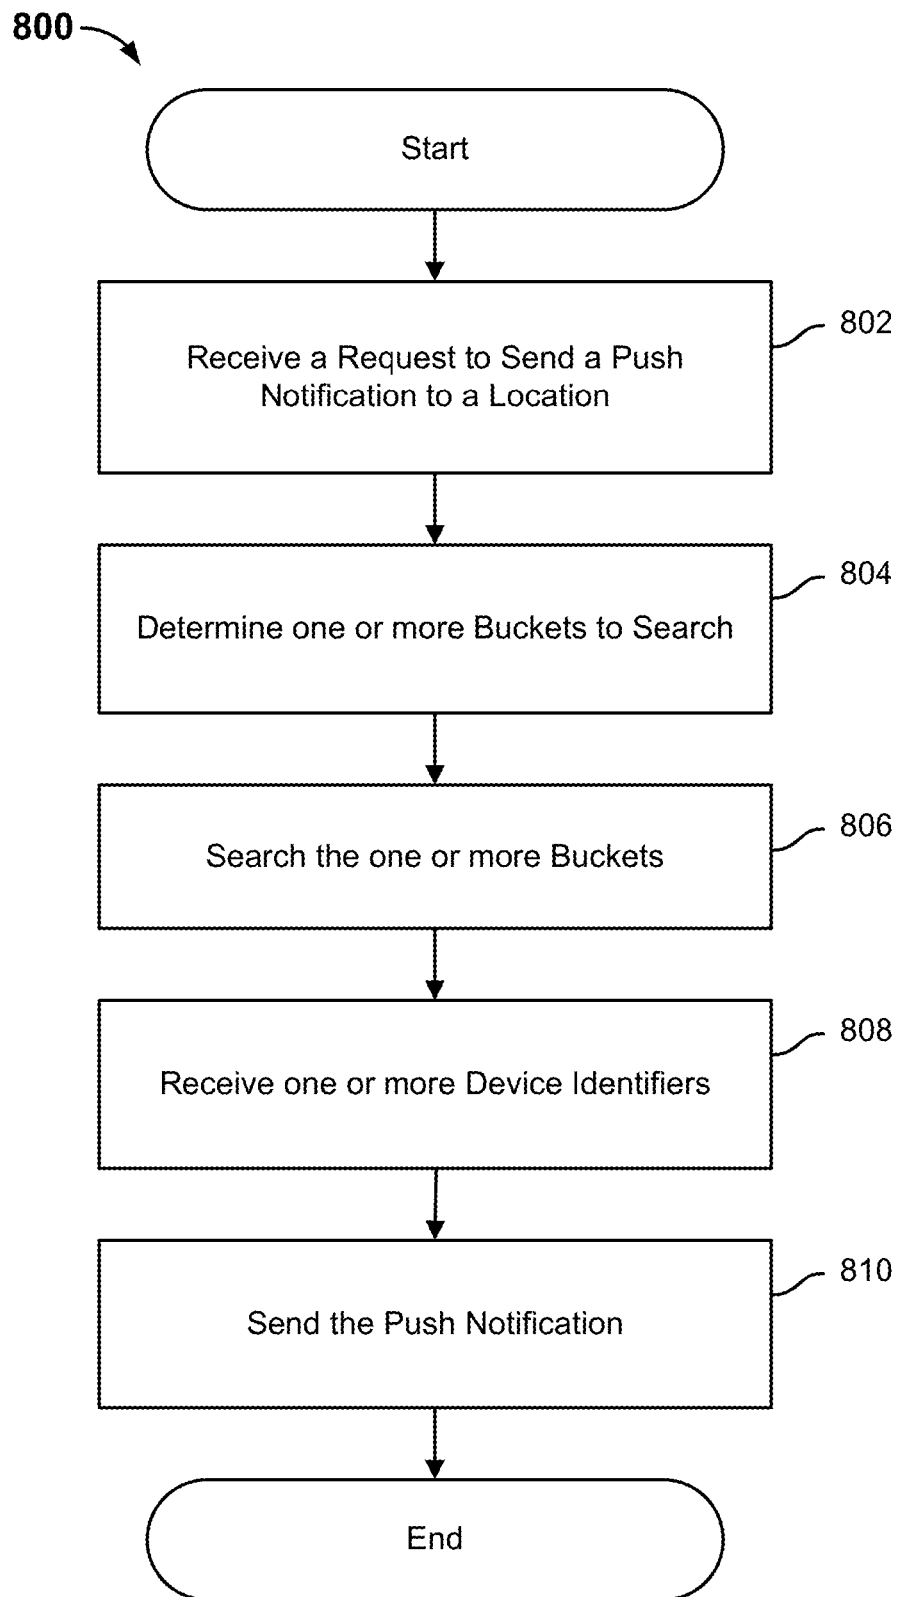 800
Start
802
Receive a Request to Send a Push
Notification to a Location
804
Determine one or more Buckets to Search
806
Search the one or more Buckets
808
Receive one or more Device Identifiers
810
Send the Push Notification
End